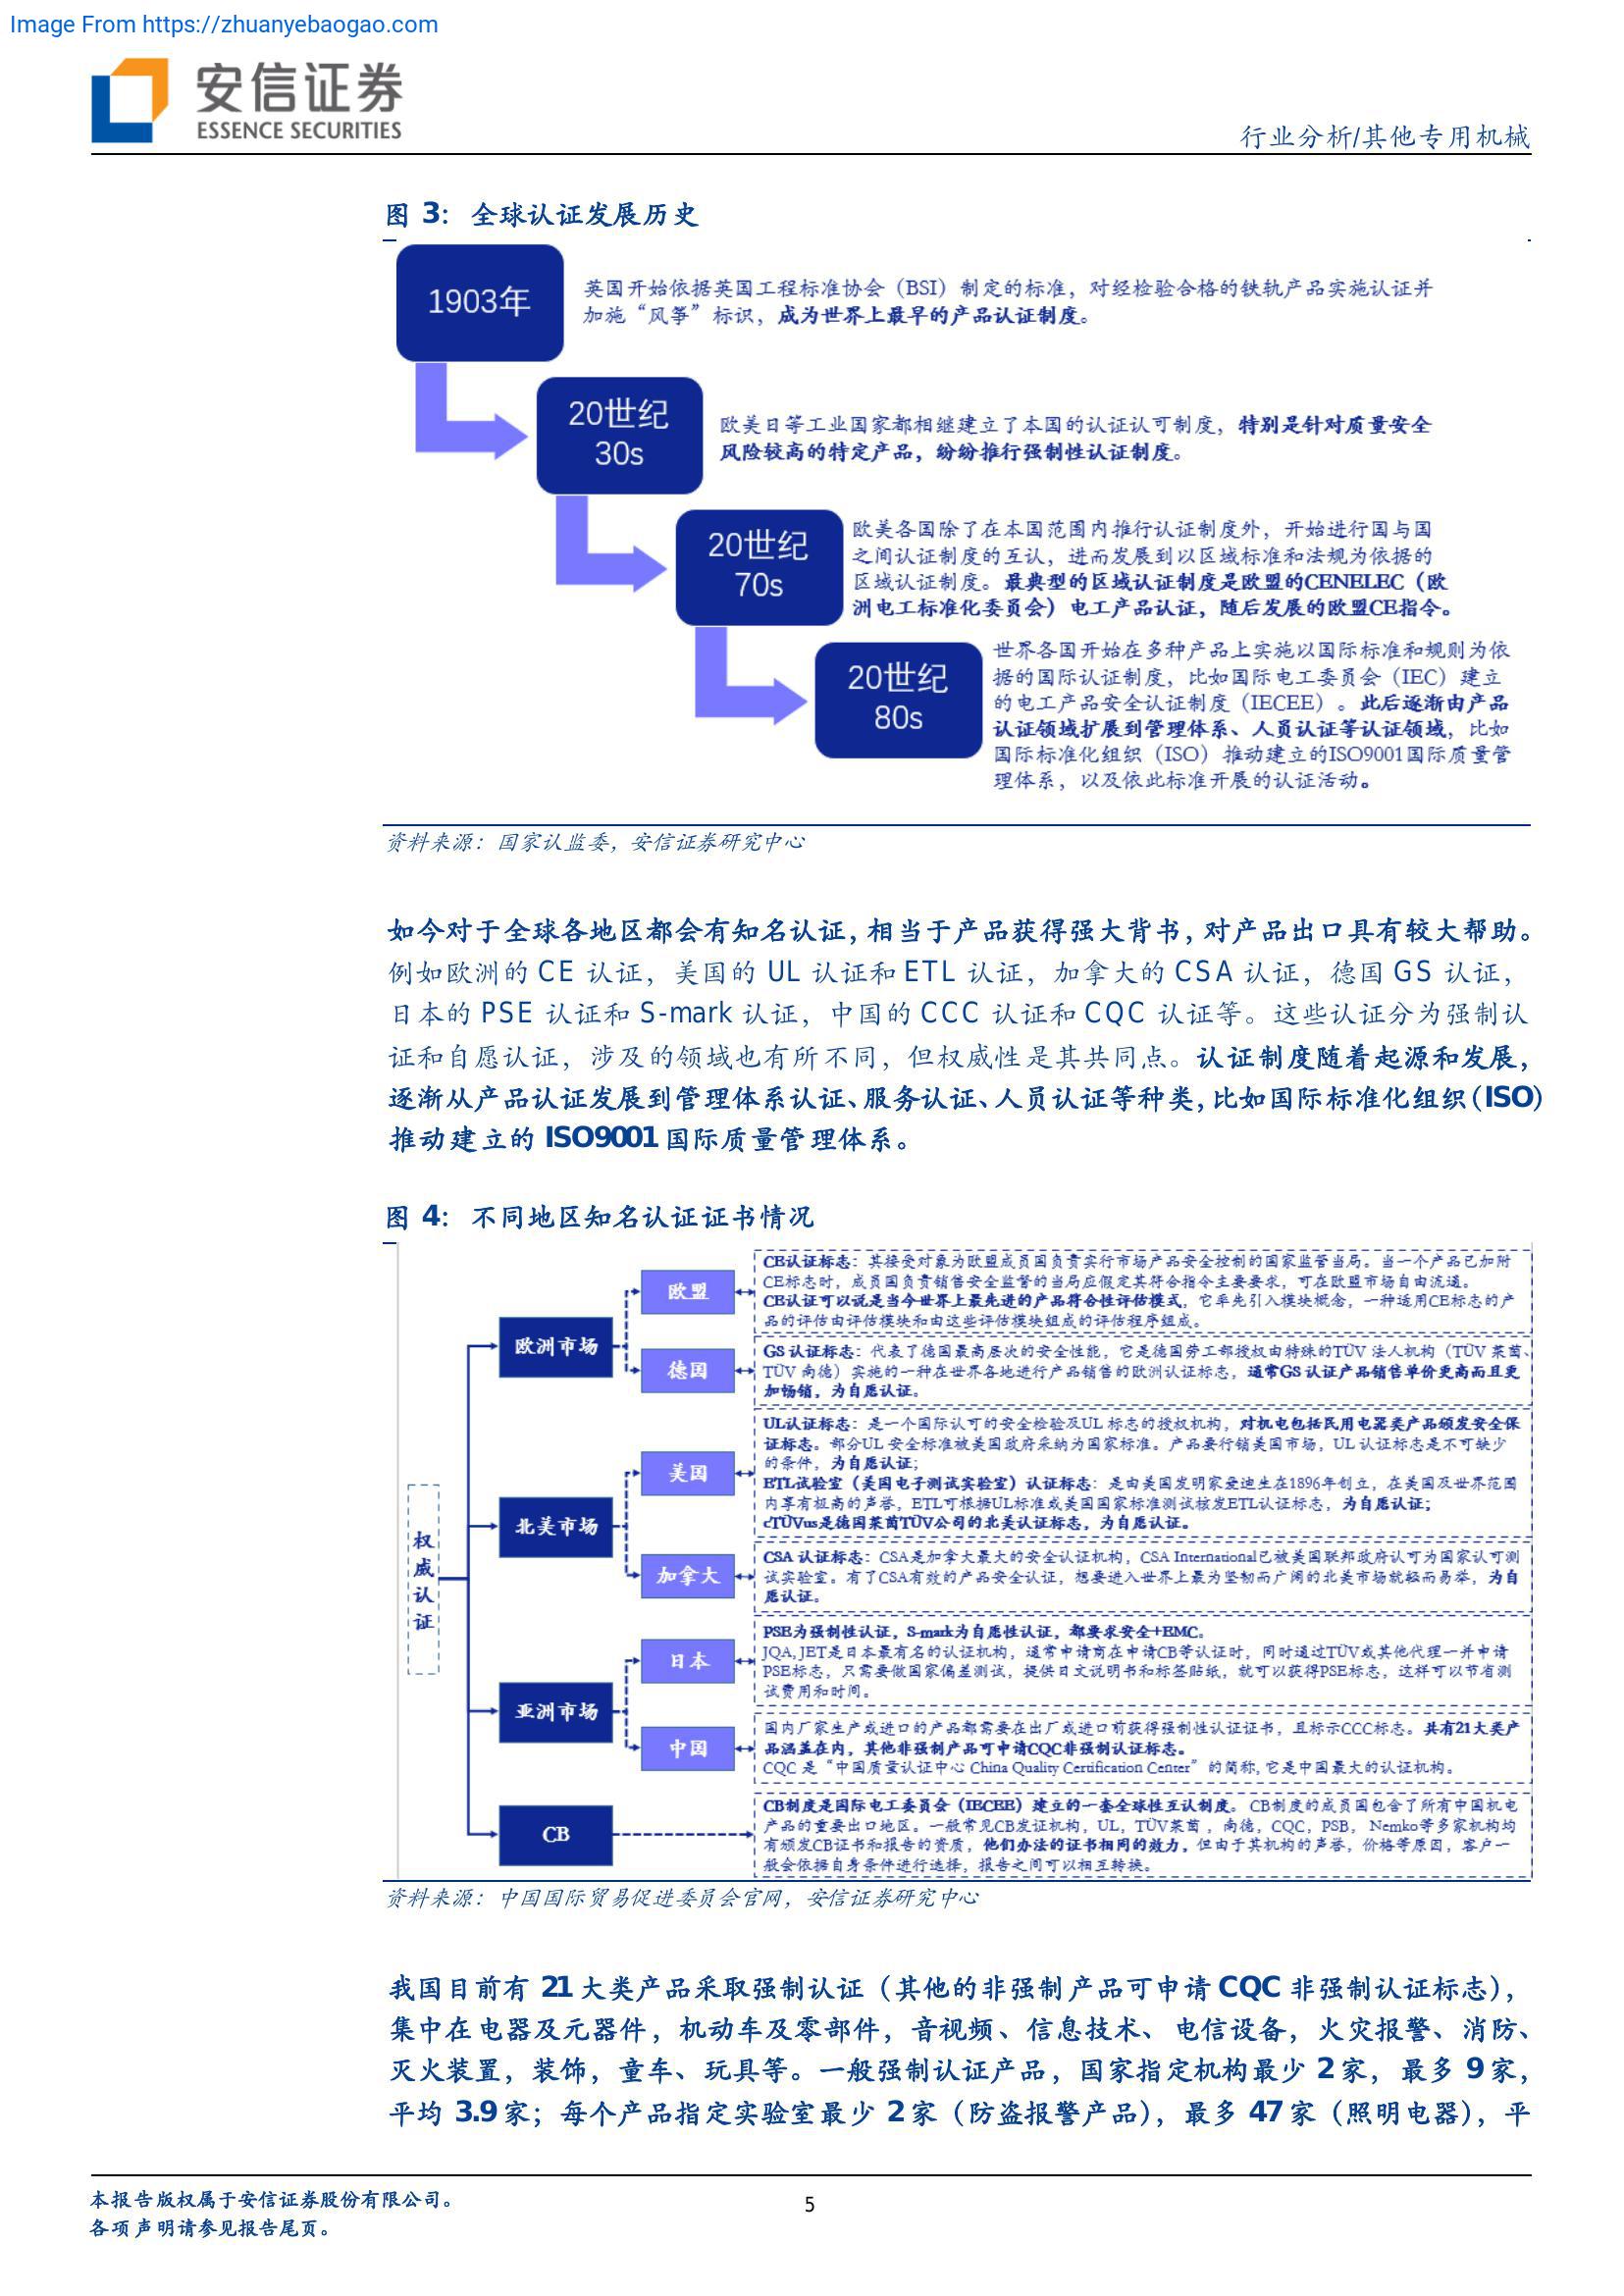 Image From https://zhuanyebaogao.com
安信证券
ESSENCE SECURITIES
行业分析/其他专用机械
图 3：全球认证发展历史
1903年
英国开始依据英国工程标准协会（BSI）制定的标准，对经检验合格的铁轨产品实施认证并
加施“风筝”标识，成为世界上最早的产品认证制度。
20世纪
30s
欧美日等工业国家都相继建立了本国的认证认可制度，特别是针对质量安全
风险较高的特定产品，纷纷推行强制性认证制度。
20世纪
70s
欧美各国除了在本国范围内推行认证制度外，开始进行国与国
之间认证制度的互认，进而发展到以区域标准和法规为依据的
区域认证制度。最典型的区域认证制度是欧盟的CENELEC（欧
洲电工标准化委员会）电工产品认证，随后发展的欧盟CE指令。
20世纪
80s
世界各国开始在多种产品上实施以国际标准和规则为依
据的国际认证制度，比如国际电工委员会（IEC）建立
的电工产品安全认证制度（IECEE）。此后逐渐由产品
认证领域扩展到管理体系、人员认证等认证领域，比如
国际标准化组织（ISO）推动建立的ISO9001国际质量管
理体系，以及依此标准开展的认证活动。
资料来源：国家认监委，安信证券研究中心
如今对于全球各地区都会有知名认证，相当于产品获得强大背书，对产品出口具有较大帮助。
例如欧洲的 CE 认证，美国的 UL 认证和 ETL 认证，加拿大的 CSA 认证，德国 GS 认证，
日本的 PSE 认证和 S-mark 认证，中国的 CCC 认证和 CQC 认证等。这些认证分为强制认
证和自愿认证，涉及的领域也有所不同，但权威性是其共同点。认证制度随着起源和发展，
逐渐从产品认证发展到管理体系认证、服务认证、人员认证等种类，比如国际标准化组织（ISO）
推动建立的 ISO9001 国际质量管理体系。
图 4：不同地区知名认证证书情况
权威认证
欧洲市场
欧盟
CE认证标志：其接受对象为欧盟成员国负责实行市场产品安全控制的国家监管当局。当一个产品已加附
CE标志时，成员国负责销售安全监督的当局应假定其符合指令主要要求，可在欧盟市场自由流通。
CE认证可以说是当今世界上最先进的产品符合性评估模式，它率先引入模块概念，一种适用CE标志的产
品的评估由评估模块和由这些评估模块组成的评估程序组成。
德国
GS 认证标志：代表了德国最高层次的安全性能，它是德国劳工部授权由特殊的TÜV 法人机构（TÜV 莱茵、
TÜV 南德）实施的一种在世界各地进行产品销售的欧洲认证标志，通常GS 认证产品销售单价更高而且更
加畅销，为自愿认证。
北美市场
美国
UL认证标志：是一个国际认可的安全检验及UL 标志的授权机构，对机电包括民用电器类产品颁发安全保
证标志。部分UL 安全标准被美国政府采纳为国家标准。产品要行销美国市场，UL 认证标志是不可缺少
的条件，为自愿认证；
ETL试验室（美国电子测试实验室）认证标志：是由美国发明家爱迪生在1896年创立，在美国及世界范围
内享有极高的声誉，ETL可根据UL标准或美国国家标准测试核发ETL认证标志，为自愿认证；
cTÜVus是德国莱茵TÜV公司的北美认证标志，为自愿认证。
加拿大
CSA 认证标志：CSA是加拿大最大的安全认证机构，CSA International已被美国联邦政府认可为国家认可测
试实验室。有了CSA有效的产品安全认证，想要进入世界上最为坚韧而广阔的北美市场就轻而易举，为自
愿认证。
亚洲市场
日本
PSE为强制性认证，S-mark为自愿性认证，都要求安全+EMC。
JQA, JET是日本最有名的认证机构，通常申请商在申请CB等认证时，同时通过TÜV或其他代理一并申请
PSE标志，只需要做国家偏差测试，提供日文说明书和标签贴纸，就可以获得PSE标志，这样可以节省测
试费用和时间。
中国
国内厂家生产或进口的产品都需要在出厂或进口前获得强制性认证证书，且标示CCC标志。共有21大类产
品涵盖在内，其他非强制产品可申请CQC非强制认证标志。
CQC 是“中国质量认证中心 China Quality Certification Center”的简称，它是中国最大的认证机构。
CB
CB制度是国际电工委员会（IECEE）建立的一套全球性互认制度。CB制度的成员国包含了所有中国机电
产品的重要出口地区。一般常见CB发证机构，UL，TÜV莱茵，南德，CQC，PSB， Nemko等多家机构均
有颁发CB证书和报告的资质，他们办法的证书相同的效力，但由于其机构的声誉，价格等原因，客户一
般会依据自身条件进行选择，报告之间可以相互转换。
资料来源：中国国际贸易促进委员会官网，安信证券研究中心
我国目前有 21 大类产品采取强制认证（其他的非强制产品可申请 CQC 非强制认证标志），
集中在电器及元器件，机动车及零部件，音视频、信息技术、电信设备，火灾报警、消防、
灭火装置，装饰，童车、玩具等。一般强制认证产品，国家指定机构最少 2 家，最多 9 家，
平均 3.9 家；每个产品指定实验室最少 2 家（防盗报警产品），最多 47 家（照明电器），平
本报告版权属于安信证券股份有限公司。
各项声明请参见报告尾页。
5